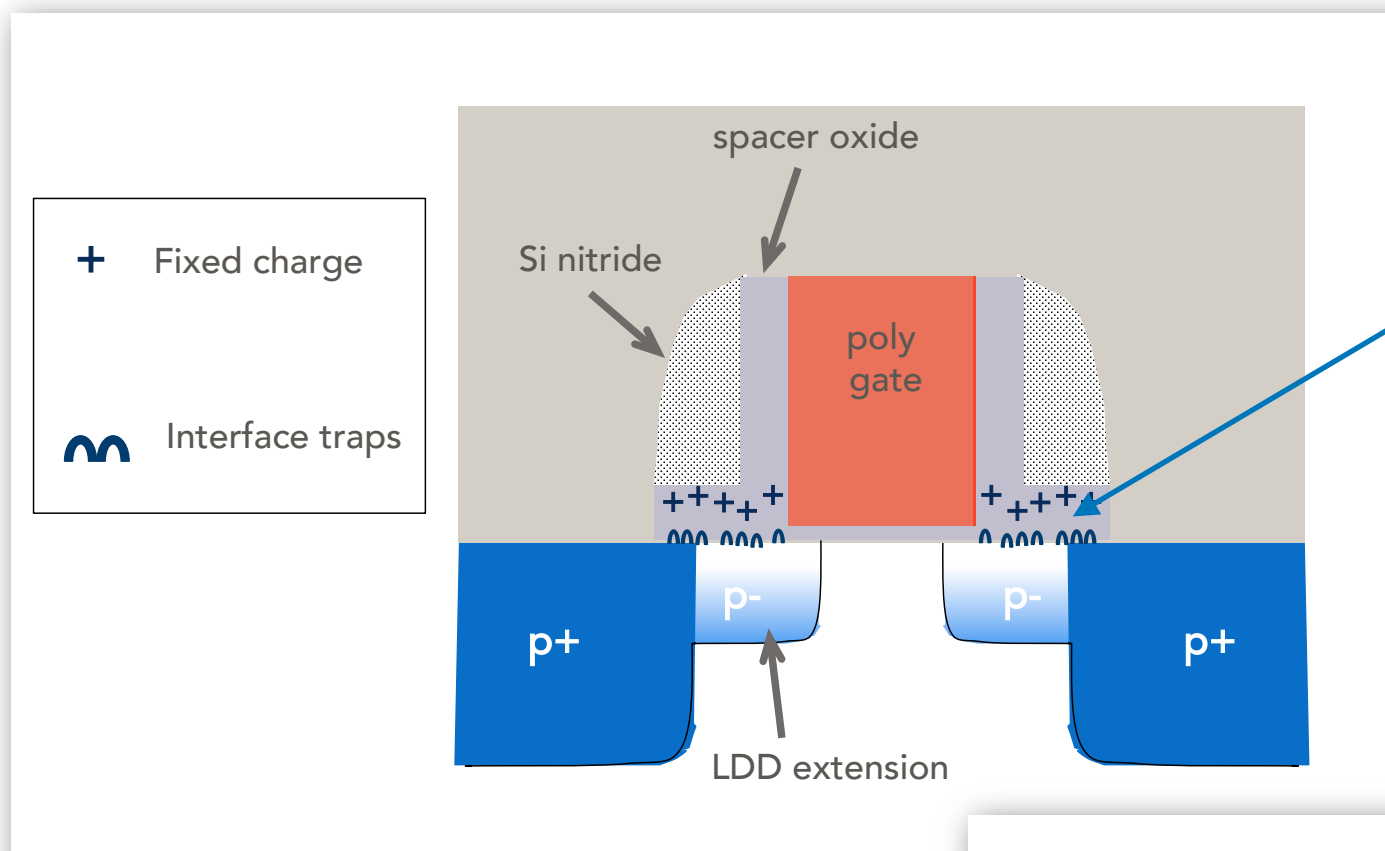 spacer oxide
Si nitride
+ Fixed charge
poly
gate
Interface traps
+ + + + +
+ + + + +
p-
p-
p+
p+
LDD extension